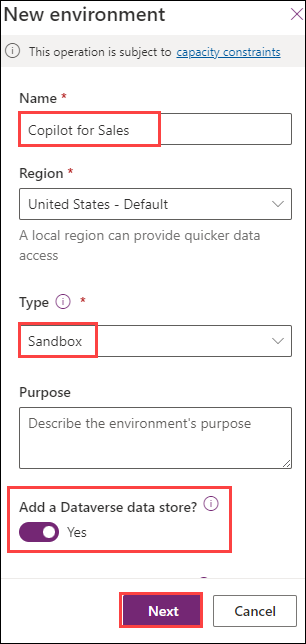 New environment
This operation is subject to capacity constraints
Name *
Copilot for Sales
Region *
United States - Default
A local region can provide quicker data
access
Type *
Sandbox
Purpose
Describe the environment's purpose
Add a Dataverse data store?
Yes
Next
Cancel